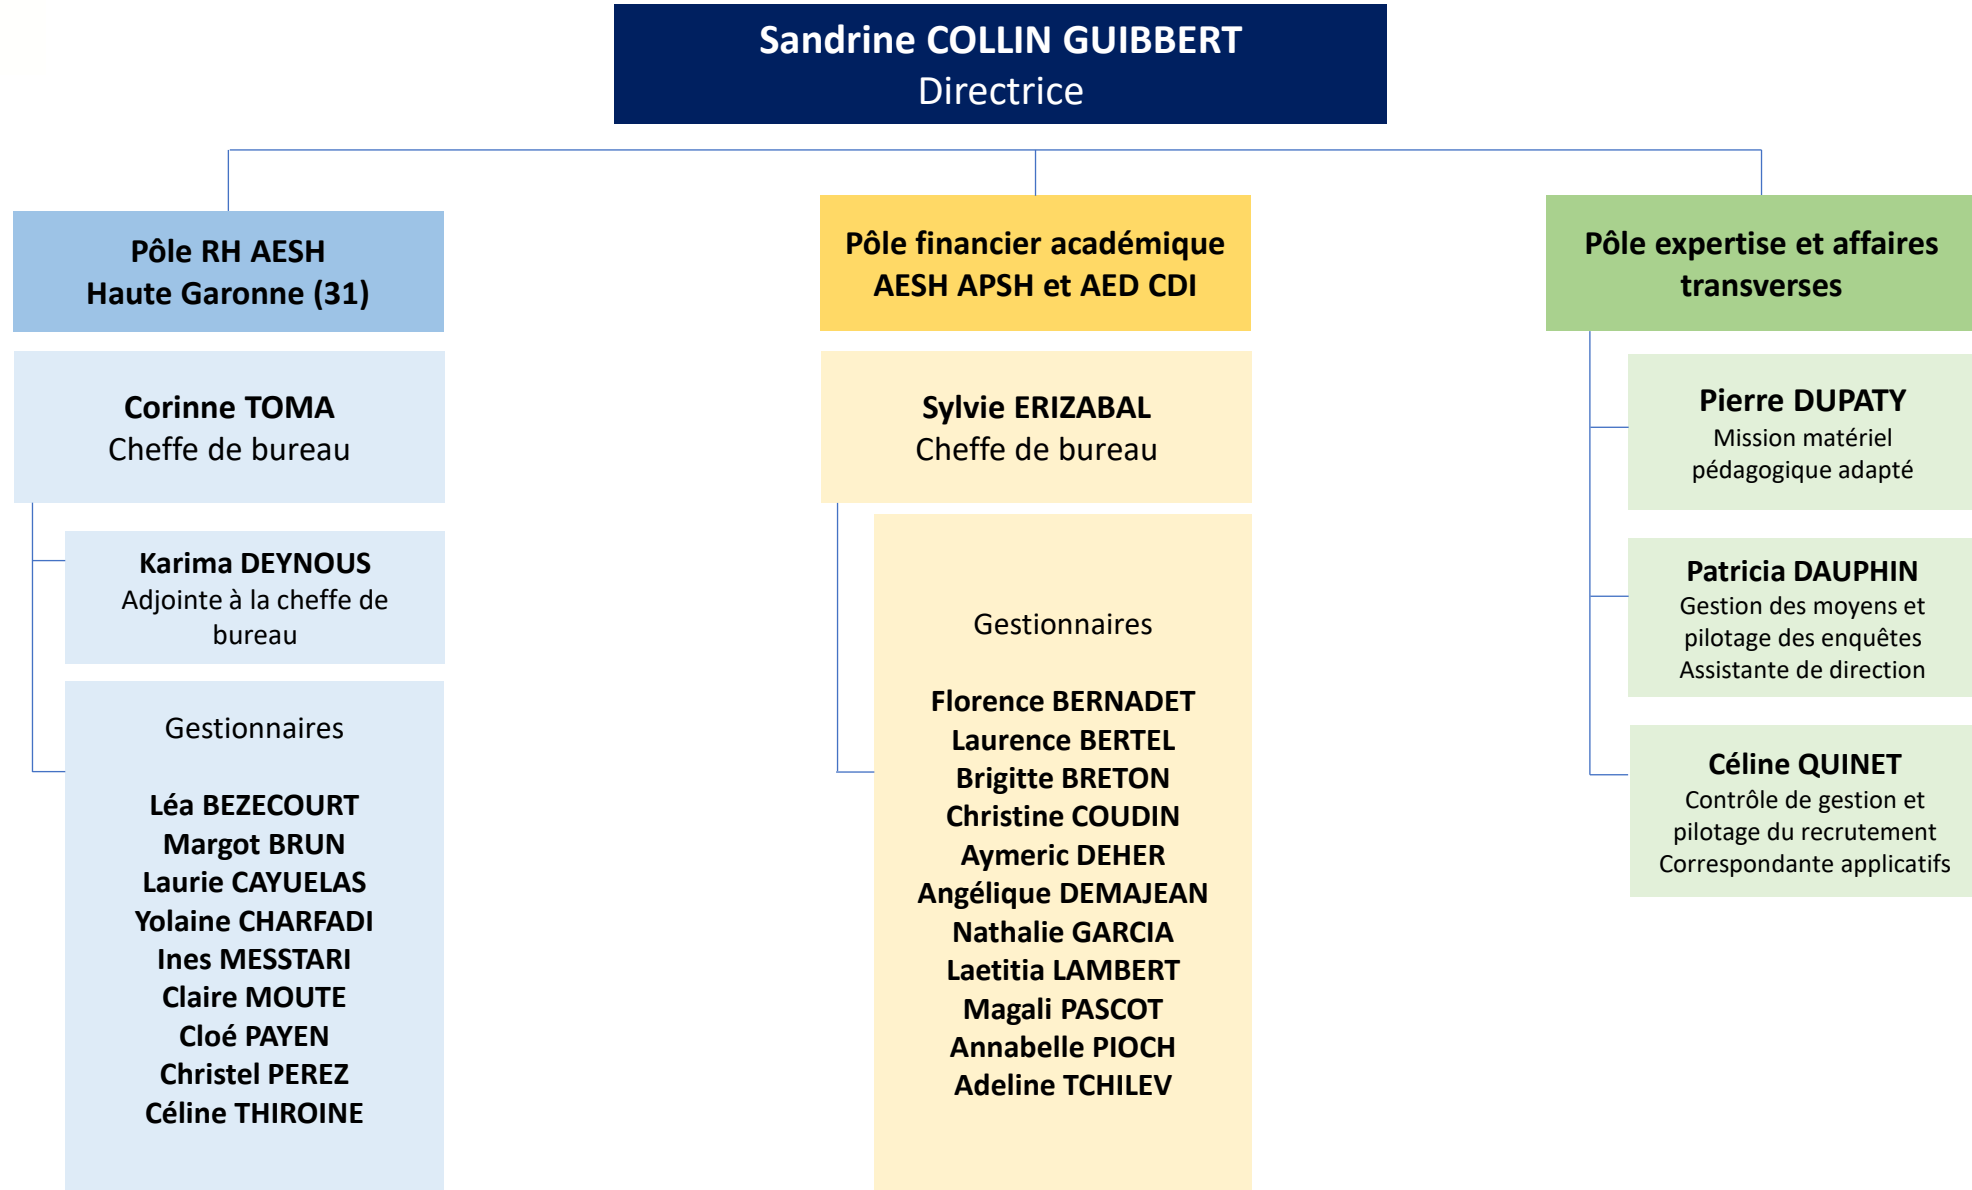 Sandrine COLLIN GUIBBERT
Directrice
Pôle RH AESH
Haute Garonne (31)
Corinne TOMA
Cheffe de bureau
Karima DEYNOUS
Adjointe à la cheffe de
bureau
Gestionnaires
Léa BEZECOURT
Margot BRUN
Laurie CAYUELAS
Yolaine CHARFADI
Ines MESSTARI
Claire MOUTE
Cloé PAYEN
Christel PEREZ
Céline THIROINE
Pôle financier académique
AESH APSH et AED CDI
Sylvie ERIZABAL
Cheffe de bureau
Gestionnaires
Florence BERNADET
Laurence BERTEL
Brigitte BRETON
Christine COUDIN
Aymeric DEHER
Angélique DEMAJEAN
Nathalie GARCIA
Laetitia LAMBERT
Magali PASCOT
Annabelle PIOCH
Adeline TCHILEV
Pôle expertise et affaires
transverses
Pierre DUPATY
Mission matériel
pédagogique adapté
Patricia DAUPHIN
Gestion des moyens et
pilotage des enquêtes
Assistante de direction
Céline QUINET
Contrôle de gestion et
pilotage du recrutement
Correspondante applicatifs